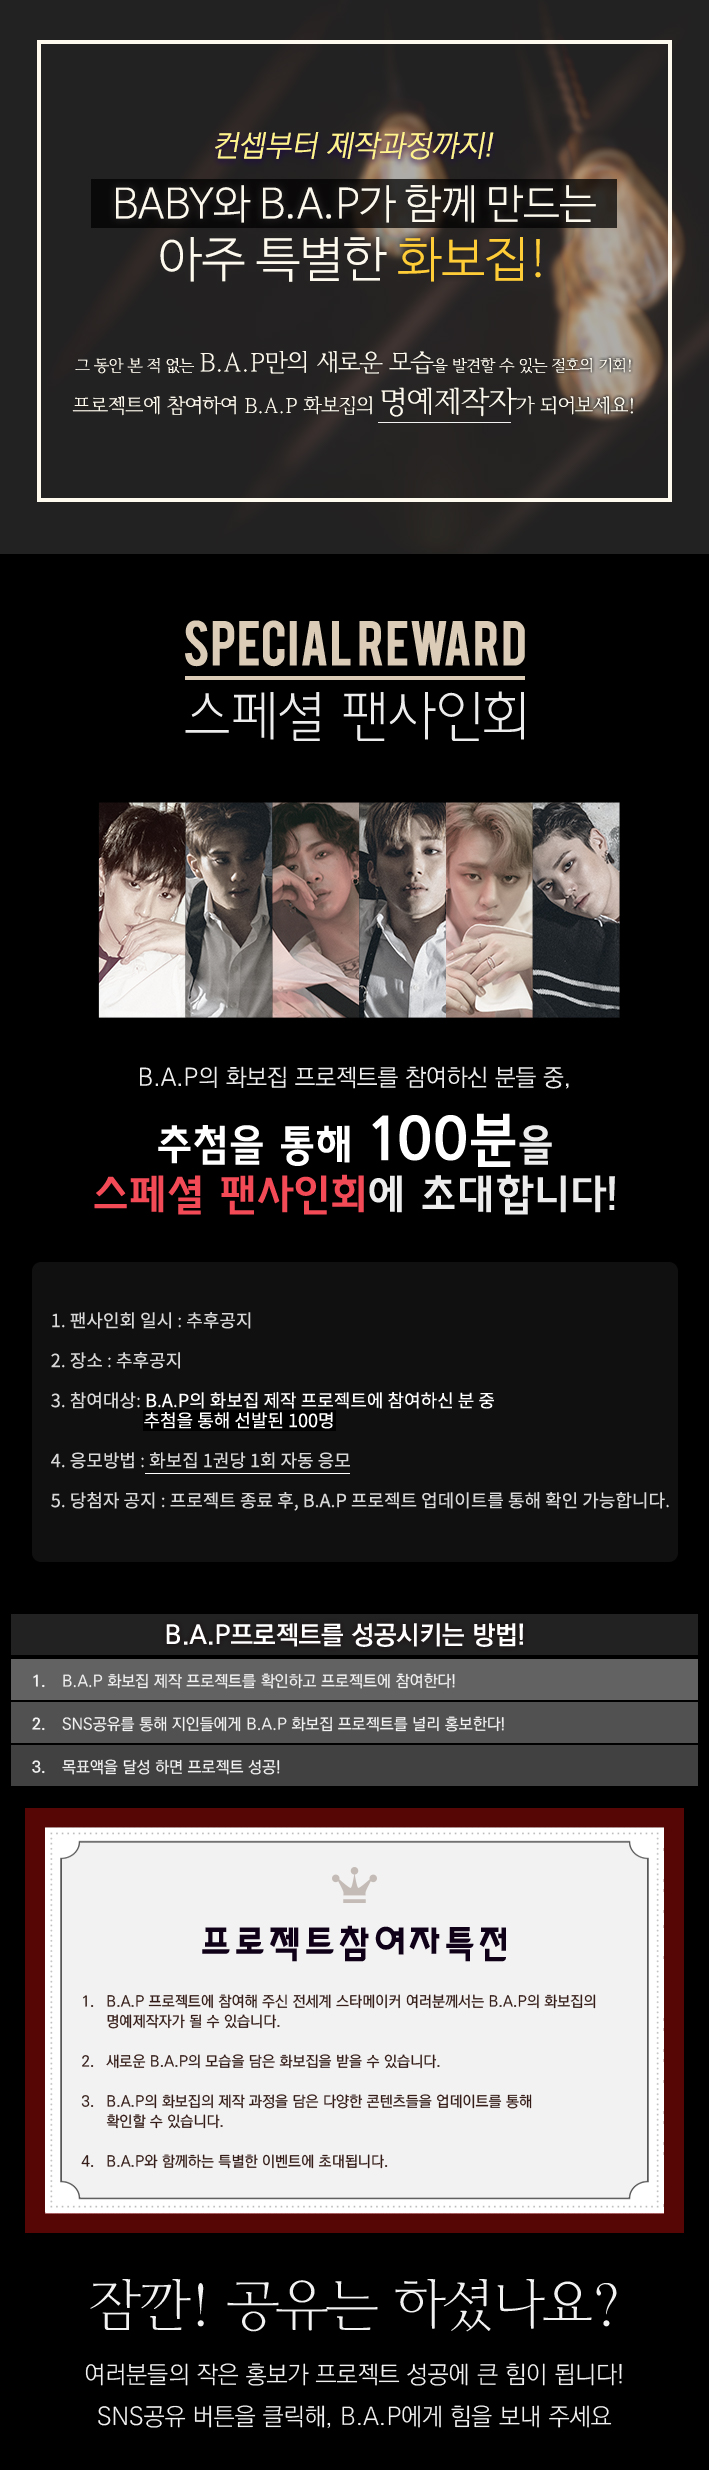 컨셉부터 제작과정까지!
BABY와 B.A.P가 함께 만드는
아주 특별한 화보집!
그 동안 본 적 없는 B.A.P만의 새로운 모습을 발견할 수 있는 절호의 기회!
프로젝트에 참여하여 B.A.P 화보집의 명예제작자가 되어보세요!
SPECIAL REWARD
스페셜 팬사인회
B.A.P의 화보집 프로젝트를 참여하신 분들 중,
추첨을 통해 100분을
스페셜 팬사인회에 초대합니다!
1. 팬사인회 일시 : 추후공지
2. 장소 : 추후공지
3. 참여대상: B.A.P의 화보집 제작 프로젝트에 참여하신 분 중
추첨을 통해 선발된 100명
4. 응모방법 : 화보집 1권당 1회 자동 응모
5. 당첨자 공지 : 프로젝트 종료 후, B.A.P 프로젝트 업데이트를 통해 확인 가능합니다.
B.A.P프로젝트를 성공시키는 방법!
1. B.A.P 화보집 제작 프로젝트를 확인하고 프로젝트에 참여한다!
2. SNS공유를 통해 지인들에게 B.A.P 화보집 프로젝트를 널리 홍보한다!
3. 목표액을 달성 하면 프로젝트 성공!
프로젝트참여자특전
1. B.A.P 프로젝트에 참여해 주신 전세계 스타메이커 여러분께서는 B.A.P의 화보집의
명예제작자가 될 수 있습니다.
2. 새로운 B.A.P의 모습을 담은 화보집을 받을 수 있습니다.
3. B.A.P의 화보집의 제작 과정을 담은 다양한 콘텐츠들을 업데이트를 통해
확인할 수 있습니다.
4. B.A.P와 함께하는 특별한 이벤트에 초대됩니다.
잠깐! 공유는 하셨나요?
여러분들의 작은 홍보가 프로젝트 성공에 큰 힘이 됩니다!
SNS공유 버튼을 클릭해, B.A.P에게 힘을 보내 주세요